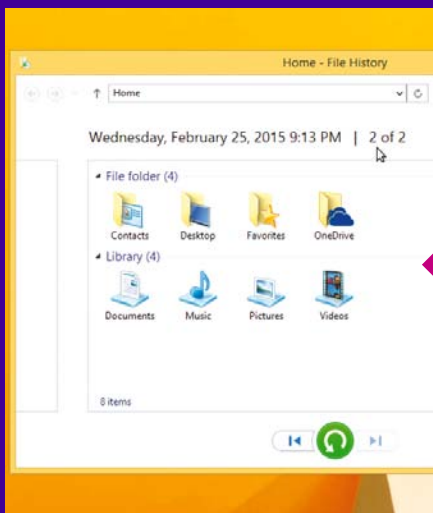 Home - File History
Home
Wednesday, February 25, 2015 9:13 PM | 2 of 2
File folder (4)
Contacts Desktop Favorites OneDrive
Library (4)
Documents Music Pictures Videos
8 items